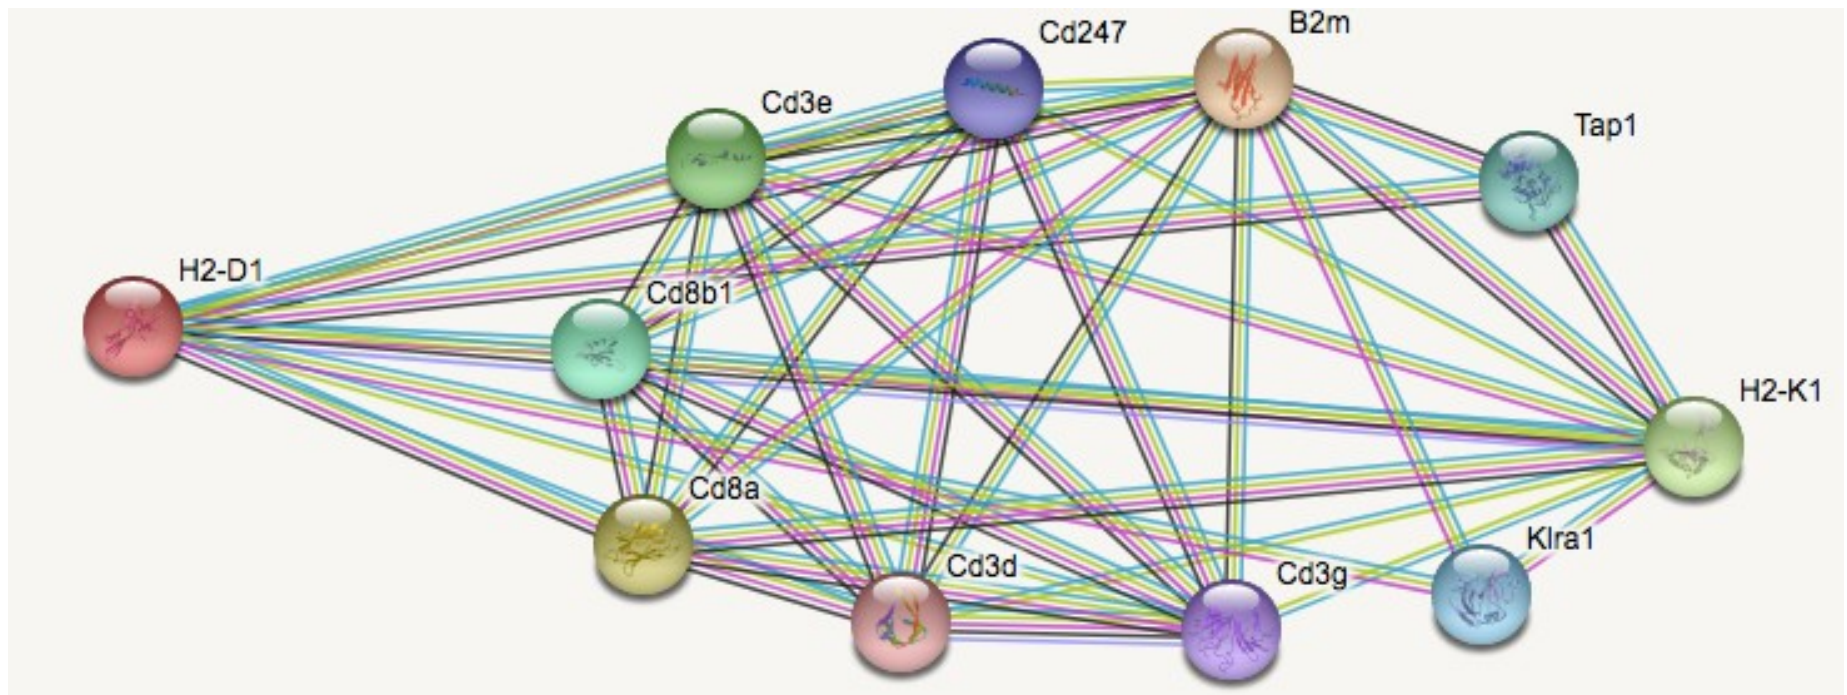 Cd247
B2m
Cd3e
Tap1
H2-D1
Cd8b1
H2-K1
Cd8a
Klra1
Cd3d
Cd3g